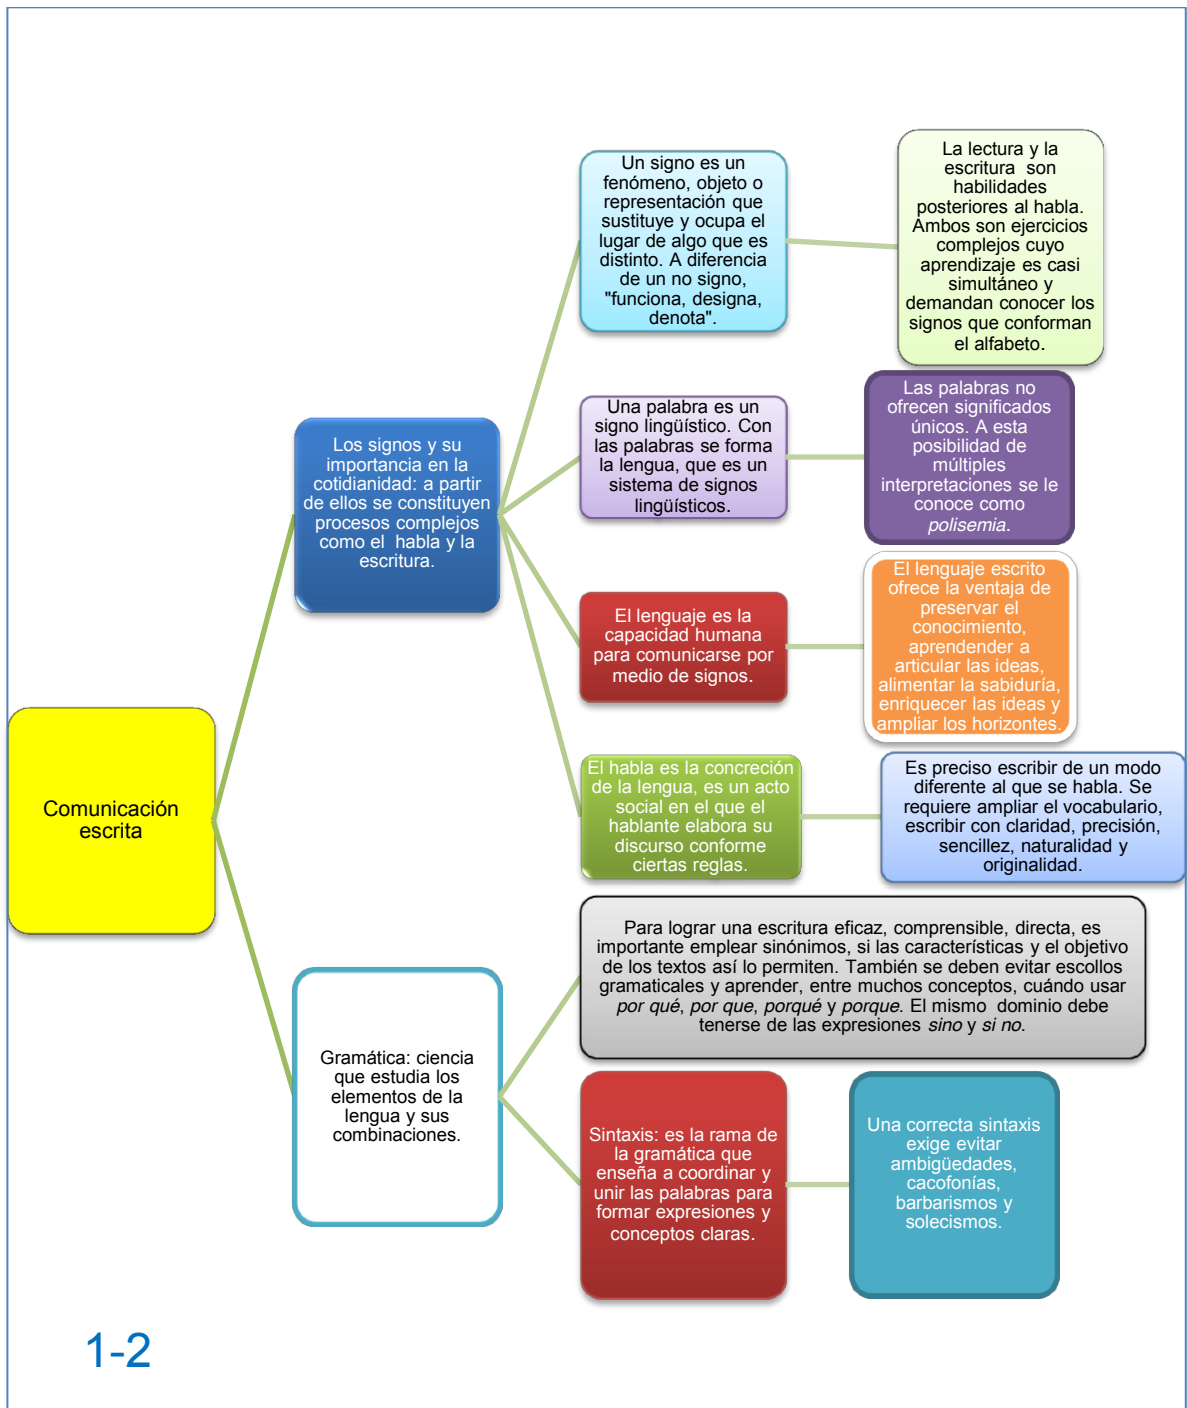 Comunicación
escrita
Los signos y su
importancia en la
cotidianidad: a partir
de ellos se constituyen
procesos complejos
como el  habla y la
escritura.
Un signo es un
fenómeno, objeto o
representación que
sustituye y ocupa el
lugar de algo que es
distinto. A diferencia
de un no signo,
"funciona, designa,
denota".
La lectura y la
escritura  son
habilidades
posteriores al habla.
Ambos son ejercicios
complejos cuyo
aprendizaje es casi
simultáneo y
demandan conocer los
signos que conforman
el alfabeto.
Una palabra es un
signo lingüístico. Con
las palabras se forma
la lengua, que es un
sistema de signos
lingüísticos.
Las palabras no
ofrecen significados
únicos. A esta
posibilidad de
múltiples
interpretaciones se le
conoce como
polisemia.
El lenguaje es la
capacidad humana
para comunicarse por
medio de signos.
El lenguaje escrito
ofrece la ventaja de
preservar el
conocimiento,
aprendender a
articular las ideas,
alimentar la sabiduría,
enriquecer las ideas y
ampliar los horizontes.
El habla es la concreción
de la lengua, es un acto
social en el que el
hablante elabora su
discurso conforme
ciertas reglas.
Es preciso escribir de un modo
diferente al que se habla. Se
requiere ampliar el vocabulario,
escribir con claridad, precisión,
sencillez, naturalidad y
originalidad.
Gramática: ciencia
que estudia los
elementos de la
lengua y sus
combinaciones.
Para lograr una escritura eficaz, comprensible, directa, es
importante emplear sinónimos, si las características y el objetivo
de los textos así lo permiten. También se deben evitar escollos
gramaticales y aprender, entre muchos conceptos, cuándo usar
por qué, por que, porqué y porque. El mismo  dominio debe
tenerse de las expresiones sino y si no.
Sintaxis: es la rama de
la gramática que
enseña a coordinar y
unir las palabras para
formar expresiones y
conceptos claras.
Una correcta sintaxis
exige evitar
ambigüedades,
cacofonías,
barbarismos y
solecismos.
1-2